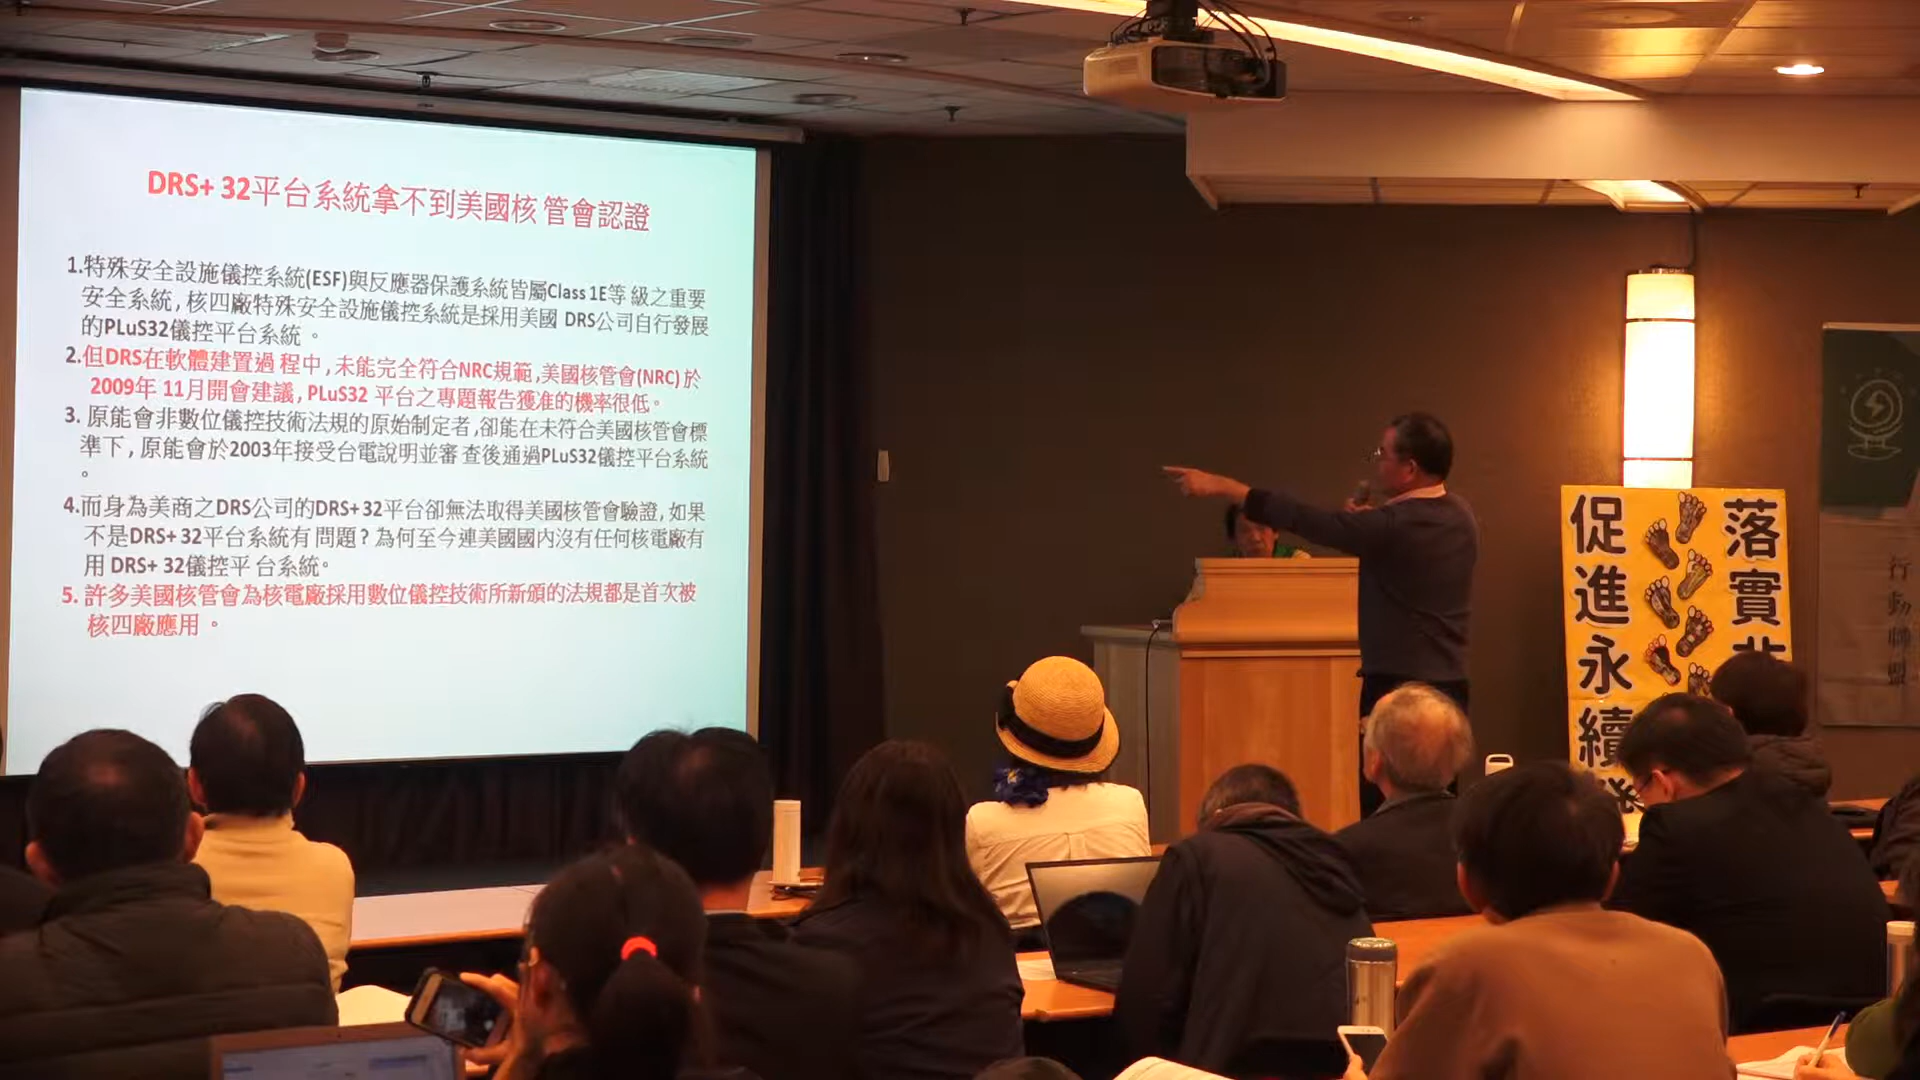 DRS+ 32平台系統拿不到美國核 管會認證
1.特殊安全設施儀控系統(ESF)與反應器保護系統皆屬Class 1E等 級之重要
安全系統,核四廠特殊安全設施儀控系統是採用美國 DRS公司自行發展
的PLuS32儀控平台系統 。
2.但DRS在軟體建置過 程中,未能完全符合NRC規範,美國核管會(NRC) 於
2009年 11月開會建議, PLuS32 平台之專題報告獲准的機率很低。
3. 原能會非數位儀控技術法規的原始制定者,卻能在未符合美國核管會標
準下, 原能會於2003年接受台電說明並審 查後通過PLuS32儀控平台系統
。
4.而身為美商之DRS公司的DRS+ 32平台卻無法取得美國核管會驗證,如果
不是DRS+ 32平台系統有 問題? 為何至今連美國國內沒有任何核電廠有
用 DRS+ 32儀控平 台系統。
5. 許多美國核管會為核電廠採用數位儀控技術所新頒的法規都是首次被
核四廠應用 。
落實非
促進永續
行動聯盟